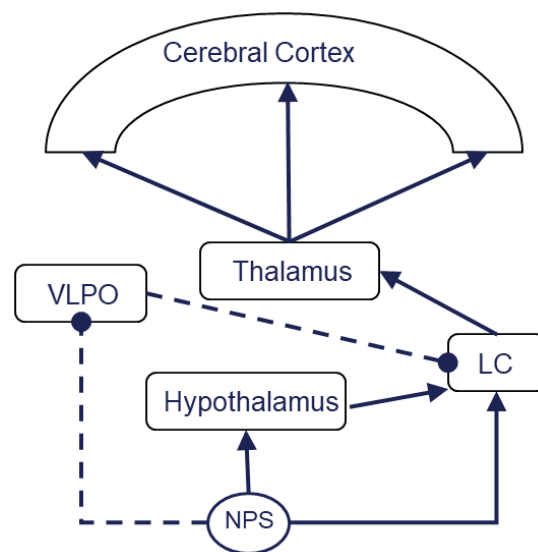 Cerebral Cortex
Thalamus
VLPO
LC
Hypothalamus
NPS